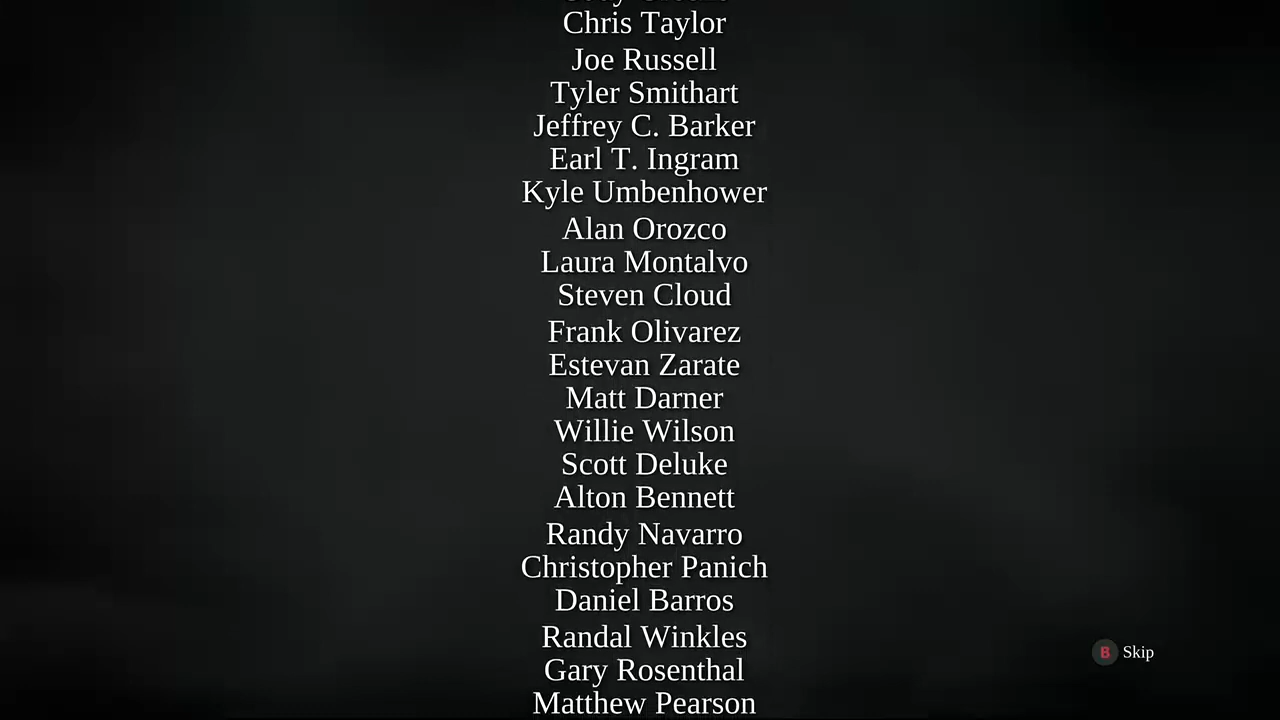 Chris Taylor
Joe Russell
Tyler Smithart
Jeffrey C. Barker
Earl T. Ingram
Kyle Umbenhower
Alan Orozco
Laura Montalvo
Steven Cloud
Frank Olivarez
Estevan Zarate
Matt Darner
Willie Wilson
Scott Deluke
Alton Bennett
Randy Navarro
Christopher Panich
Daniel Barros
Randal Winkles
B Skip
Gary Rosenthal
Matthew Pearson